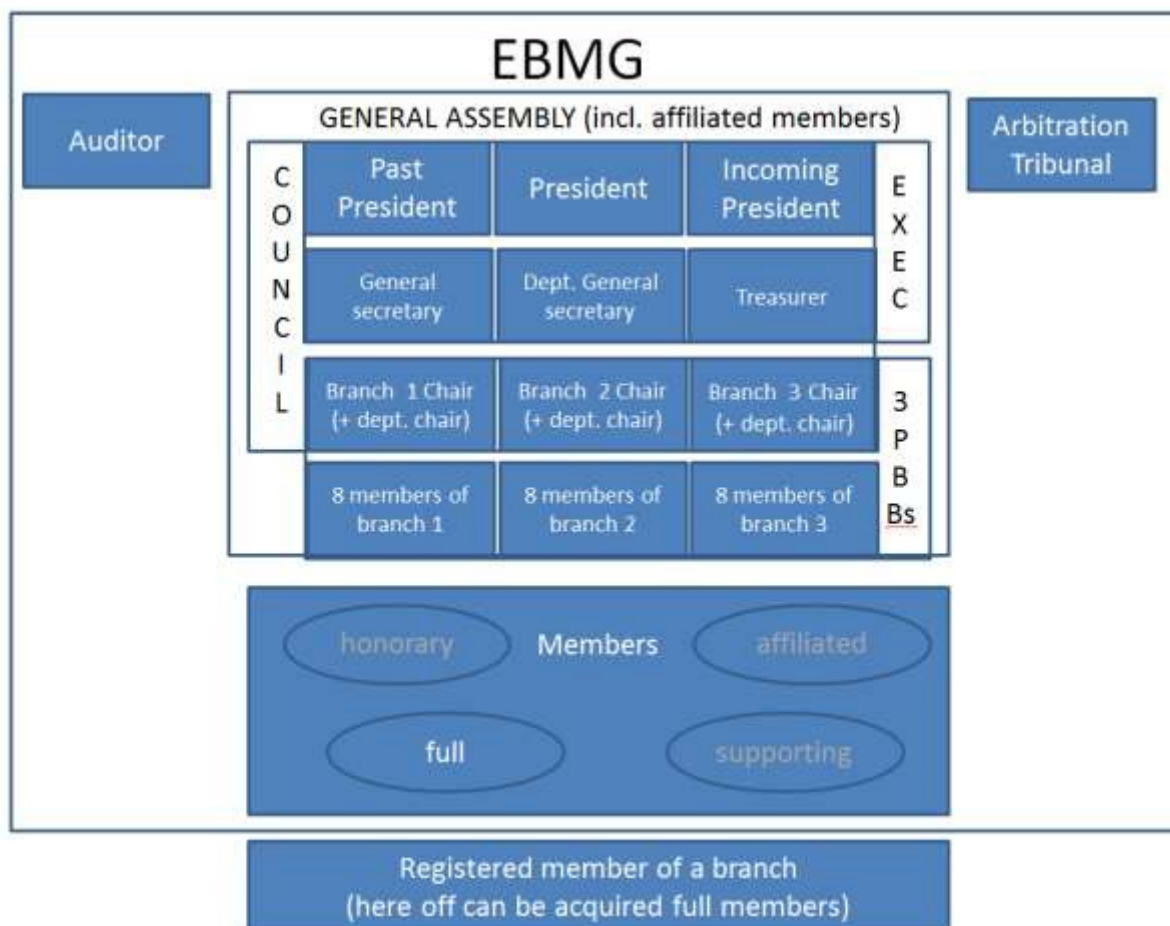 EBMG
Auditor
GENERAL ASSEMBLY (incl. affiliated members)
Arbitration
Tribunal
COUNCIL
Past
President
President
Incoming
President
EXEC
General
secretary
Dept. General
secretary
Treasurer
Branch 1 Chair
(+ dept. chair)
Branch 2 Chair
(+ dept. chair)
Branch 3 Chair
(+ dept. chair)
3
P
B
Bs
8 members of
branch 1
8 members of
branch 2
8 members of
branch 3
honorary
Members
affiliated
full
supporting
Registered member of a branch
(here off can be acquired full members)